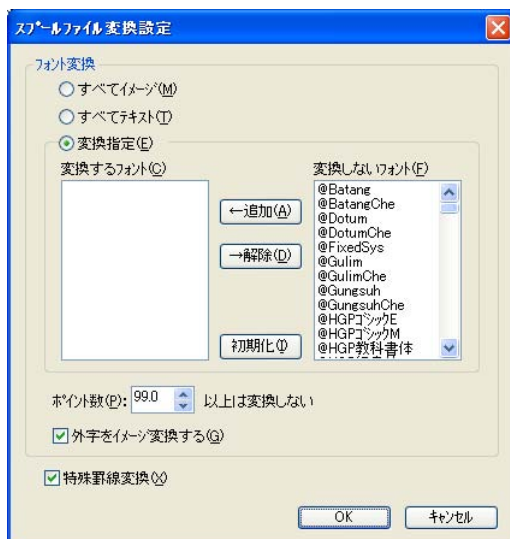 スプールファイル変換設定
フォント変換
すべてイメージ(M)
すべてテキスト(T)
変換指定(E)
変換するフォント(C)
変換しないフォント(F)
@Batang
@BatangChe
@Dotum
@DotumChe
@FixedSys
@Gulim
@GulimChe
@Gungsuh
@GungsuhChe
@HGPゴシックE
@HGPゴシックM
@HGP教科書体
←追加(A)
→解除(D)
初期化(I)
ポイント数(P): 99.0 以上は変換しない
外字をイメージ変換する(G)
特殊罫線変換(X)
OK キャンセル